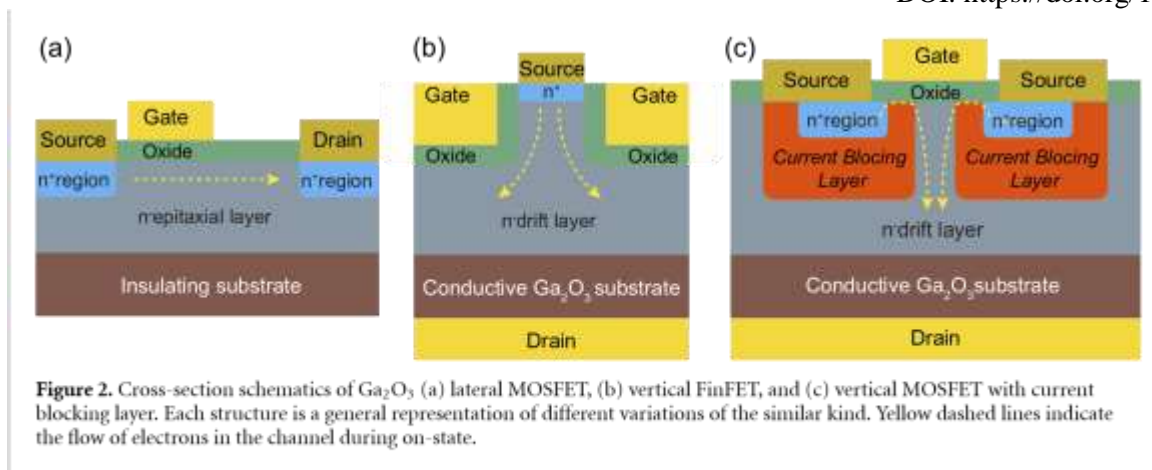 DOI: https://doi.org/1
(a)
Gate
Source
Drain
Oxide
n⁺region
n⁺region
n⁻epitaxial layer
Insulating substrate
(b)
Source
n⁺
Gate
Gate
Oxide
Oxide
n⁻drift layer
Conductive Ga₂O₃ substrate
Drain
(c)
Gate
Source
Source
Oxide
n⁺region
n⁺region
Current Blocing
Layer
Current Blocing
Layer
n⁻drift layer
Conductive Ga₂O₃ substrate
Drain
Figure 2. Cross-section schematics of Ga₂O₃ (a) lateral MOSFET, (b) vertical FinFET, and (c) vertical MOSFET with current
blocking layer. Each structure is a general representation of different variations of the similar kind. Yellow dashed lines indicate
the flow of electrons in the channel during on-state.